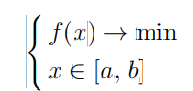 f(x) → min
x ∈ [a, b]